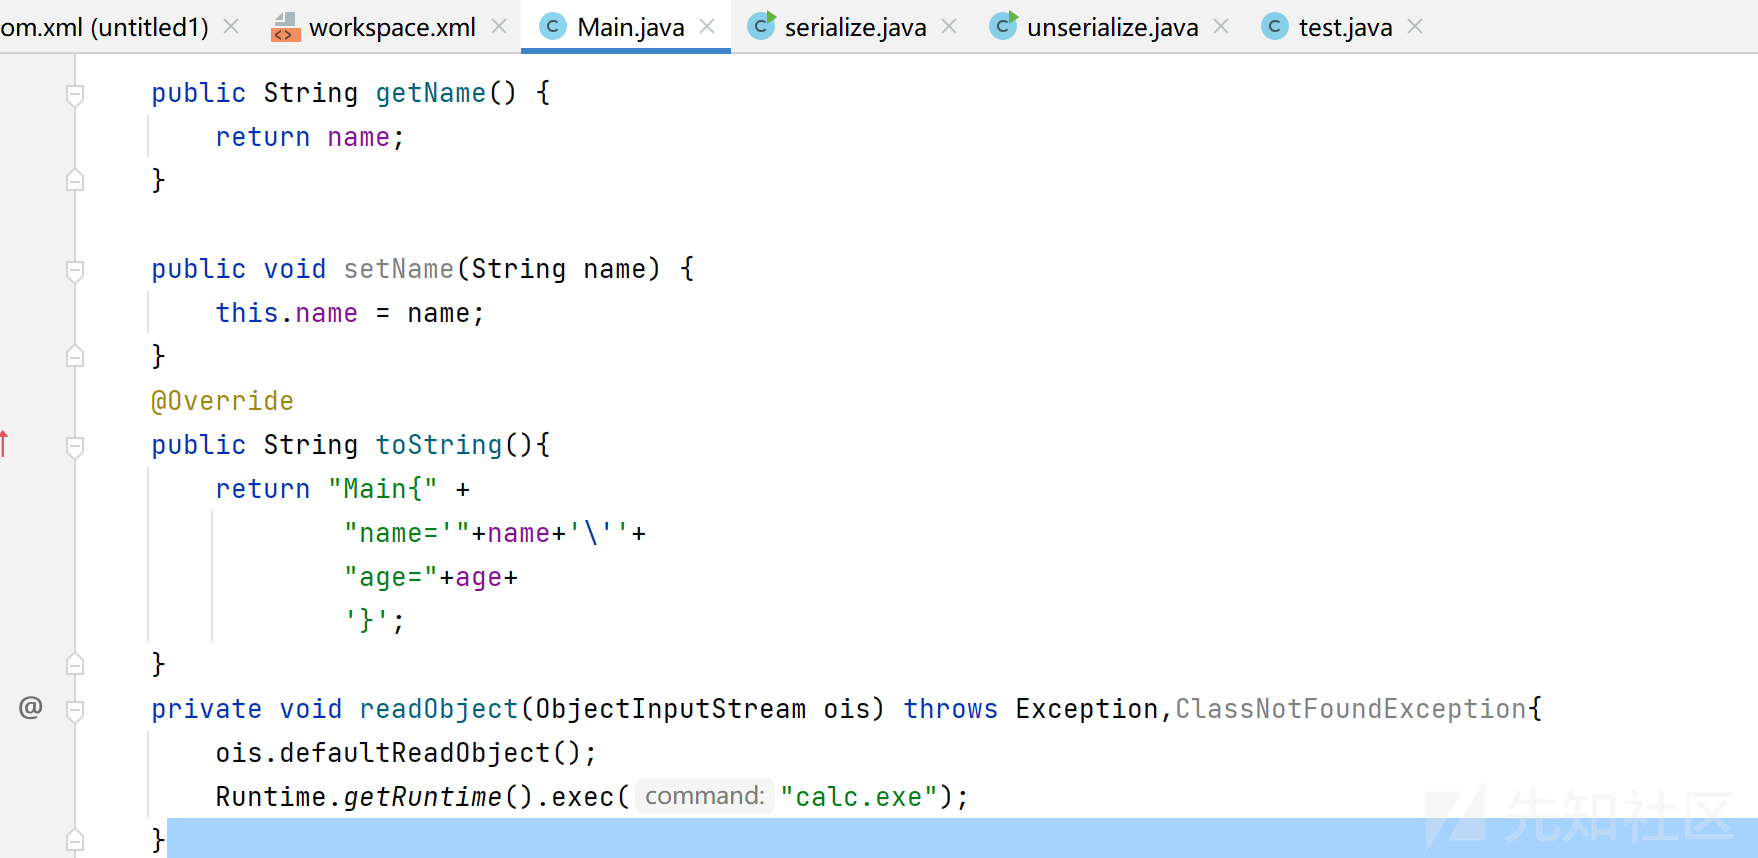 om.xml (untitled1) workspace.xml Main.java serialize.java unserialize.java test.java
public String getName() {
return name;
}
public void setName(String name) {
this.name = name;
}
@Override
public String toString(){
return "Main{" +
"name='"+name+'\''+
"age="+age+
'}';
}
@ private void readObject(ObjectInputStream ois) throws Exception,ClassNotFoundException{
ois.defaultReadObject();
Runtime.getRuntime().exec( command: "calc.exe");
}
先知社区